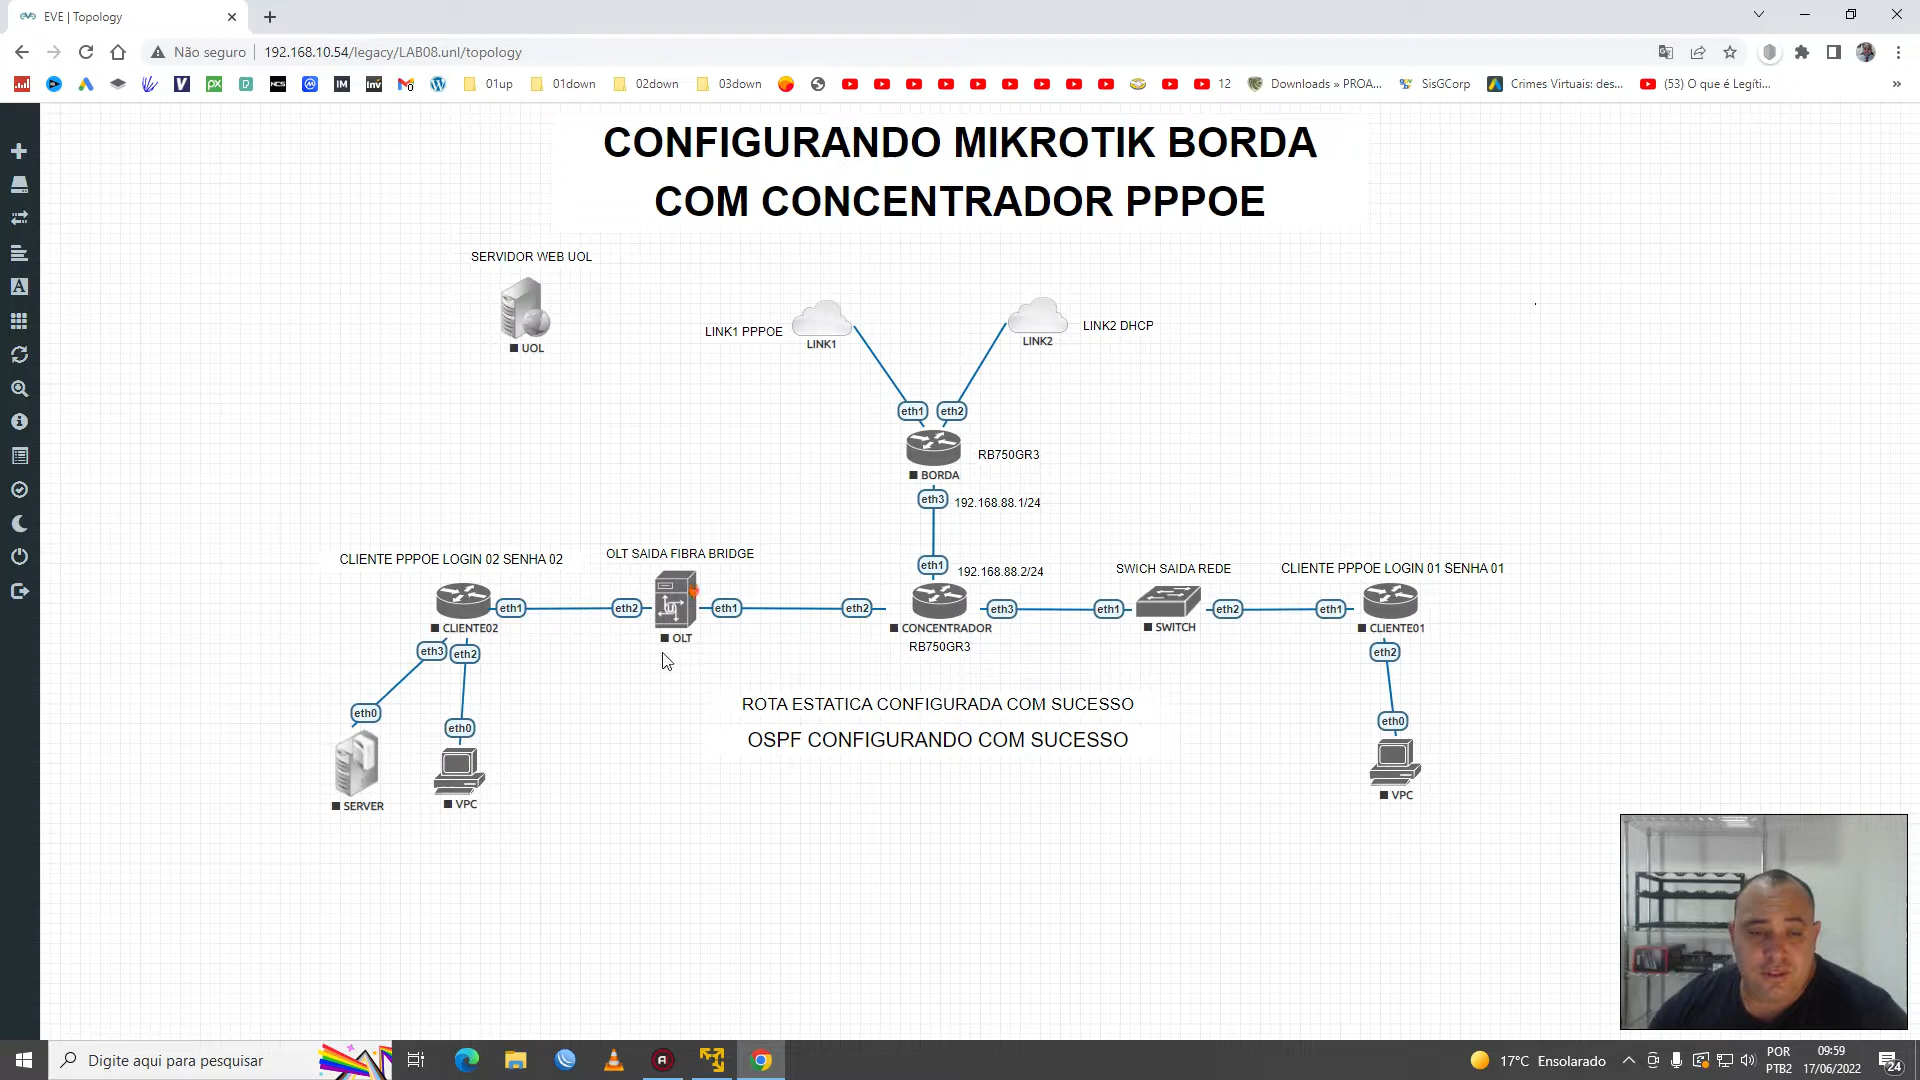 EVE | Topology
Não seguro
192.168.10.54/legacy/LAB08.unl/topology
01up
01down
02down
03down
12
Downloads » PROA...
SisGCorp
Crimes Virtuais: des...
(53) O que é Legíti...
CONFIGURANDO MIKROTIK BORDA
COM CONCENTRADOR PPPOE
SERVIDOR WEB UOL
UOL
LINK1 PPPOE
LINK1
LINK2
LINK2 DHCP
eth1
eth2
BORDA
RB750GR3
eth3
192.168.88.1/24
eth1
192.168.88.2/24
CLIENTE PPPOE LOGIN 02 SENHA 02
OLT SAIDA FIBRA BRIDGE
SWICH SAIDA REDE
CLIENTE PPPOE LOGIN 01 SENHA 01
eth1
eth2
eth1
eth2
eth3
eth1
eth2
eth1
CLIENTE02
OLT
CONCENTRADOR
SWITCH
CLIENTE01
RB750GR3
eth3
eth2
eth2
ROTA ESTATICA CONFIGURADA COM SUCESSO
OSPF CONFIGURANDO COM SUCESSO
eth0
eth0
eth0
SERVER
VPC
VPC
Digite aqui para pesquisar
17°C Ensolarado
POR
PTB2
09:59
17/06/2022
24